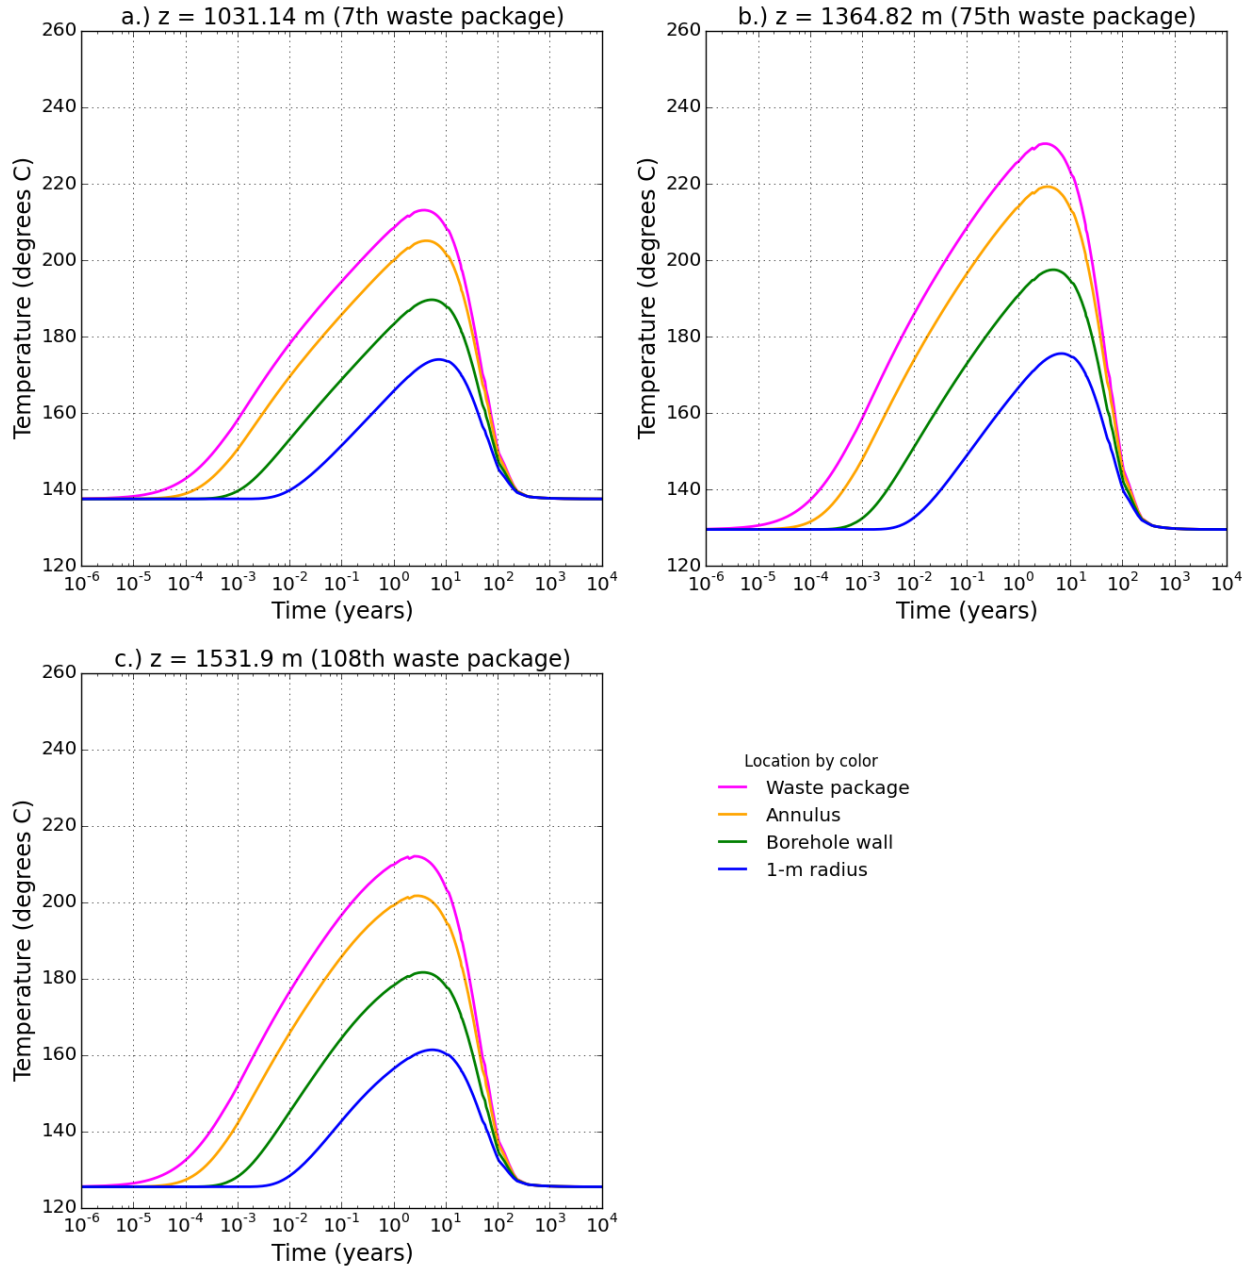 a.) z = 1031.14 m (7th waste package)
260
240
220
200
180
160
140
120
Temperature (degrees C)
10^-6 10^-5 10^-4 10^-3 10^-2 10^-1 10^0 10^1 10^2 10^3 10^4
Time (years)
b.) z = 1364.82 m (75th waste package)
260
240
220
200
180
160
140
120
Temperature (degrees C)
10^-6 10^-5 10^-4 10^-3 10^-2 10^-1 10^0 10^1 10^2 10^3 10^4
Time (years)
c.) z = 1531.9 m (108th waste package)
260
240
220
200
180
160
140
120
Temperature (degrees C)
10^-6 10^-5 10^-4 10^-3 10^-2 10^-1 10^0 10^1 10^2 10^3 10^4
Time (years)
Location by color
Waste package
Annulus
Borehole wall
1-m radius